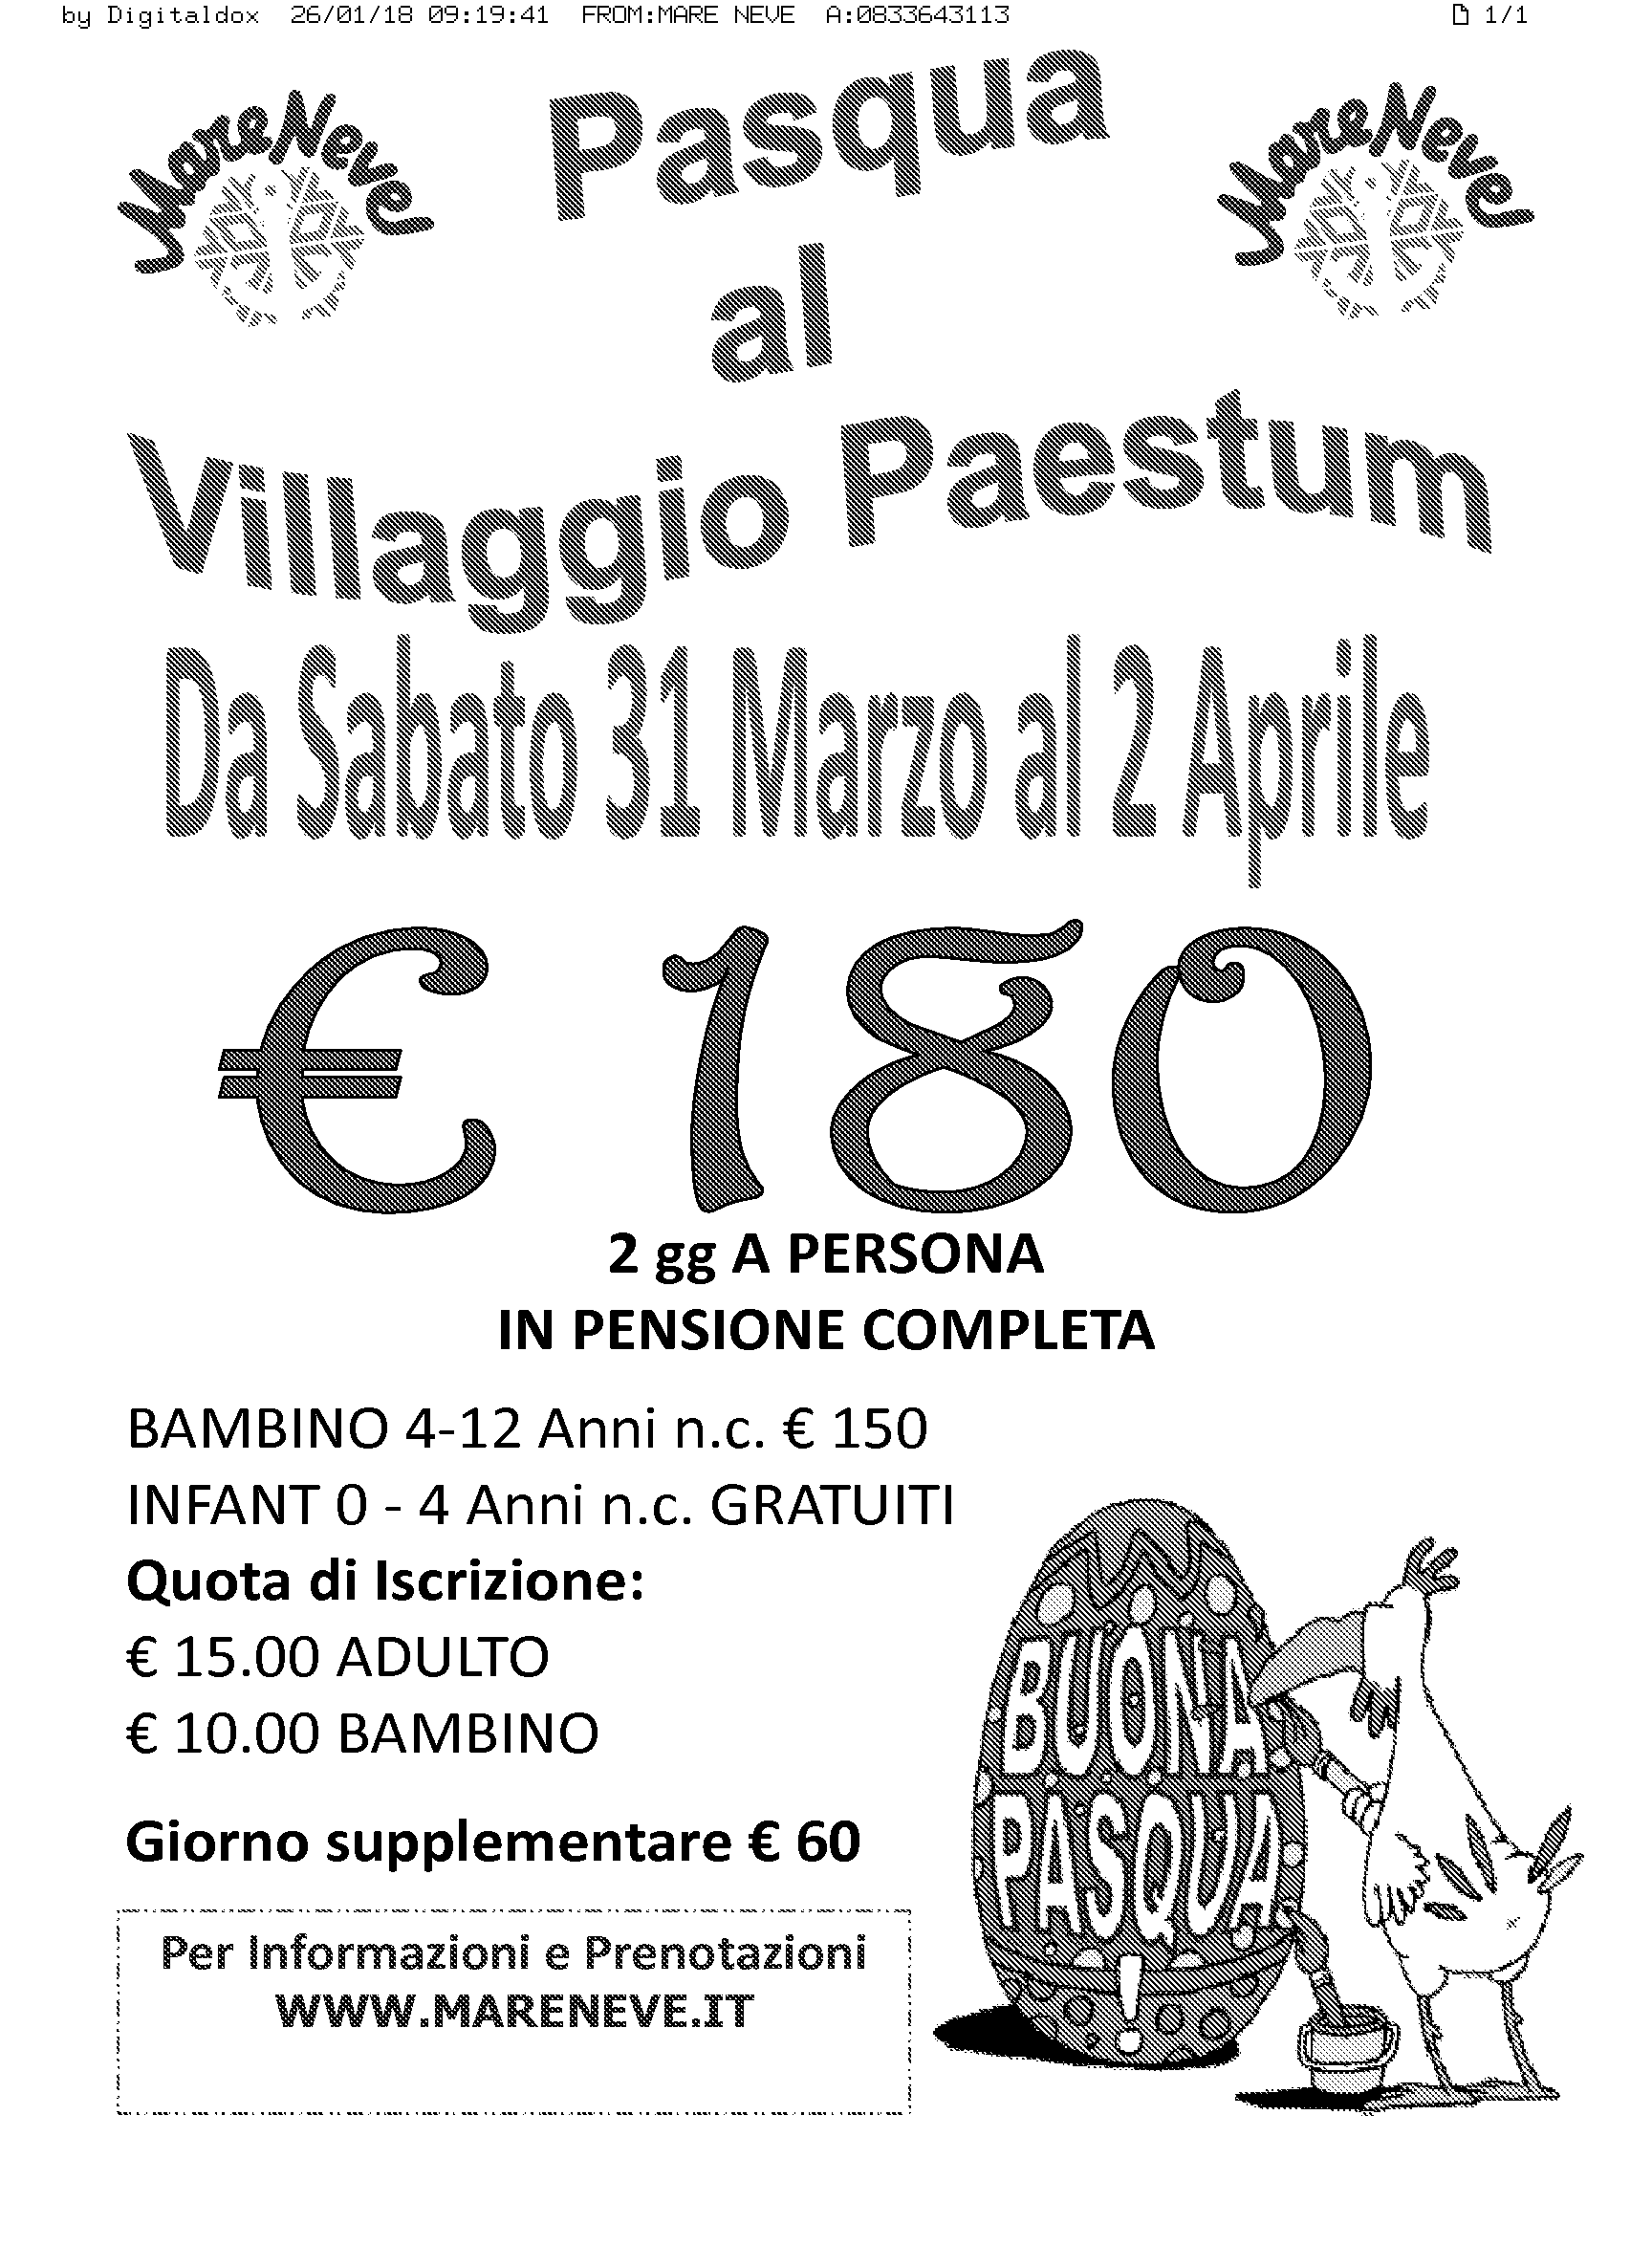 by Digitaldox 26/01/18 09:19:41 FROM:MARE NEVE A:0833643113 1/1
MareNeve
Pasqua
MareNeve
al
Villaggio Paestum
Da Sabato 31 Marzo al 2 Aprile
€ 180
2 gg A PERSONA
IN PENSIONE COMPLETA
BAMBINO 4-12 Anni n.c. € 150
INFANT 0 - 4 Anni n.c. GRATUITI
Quota di Iscrizione:
€ 15.00 ADULTO
€ 10.00 BAMBINO
Giorno supplementare € 60
Per Informazioni e Prenotazioni
WWW.MARENEVE.IT
BUONA
PASQUA
!